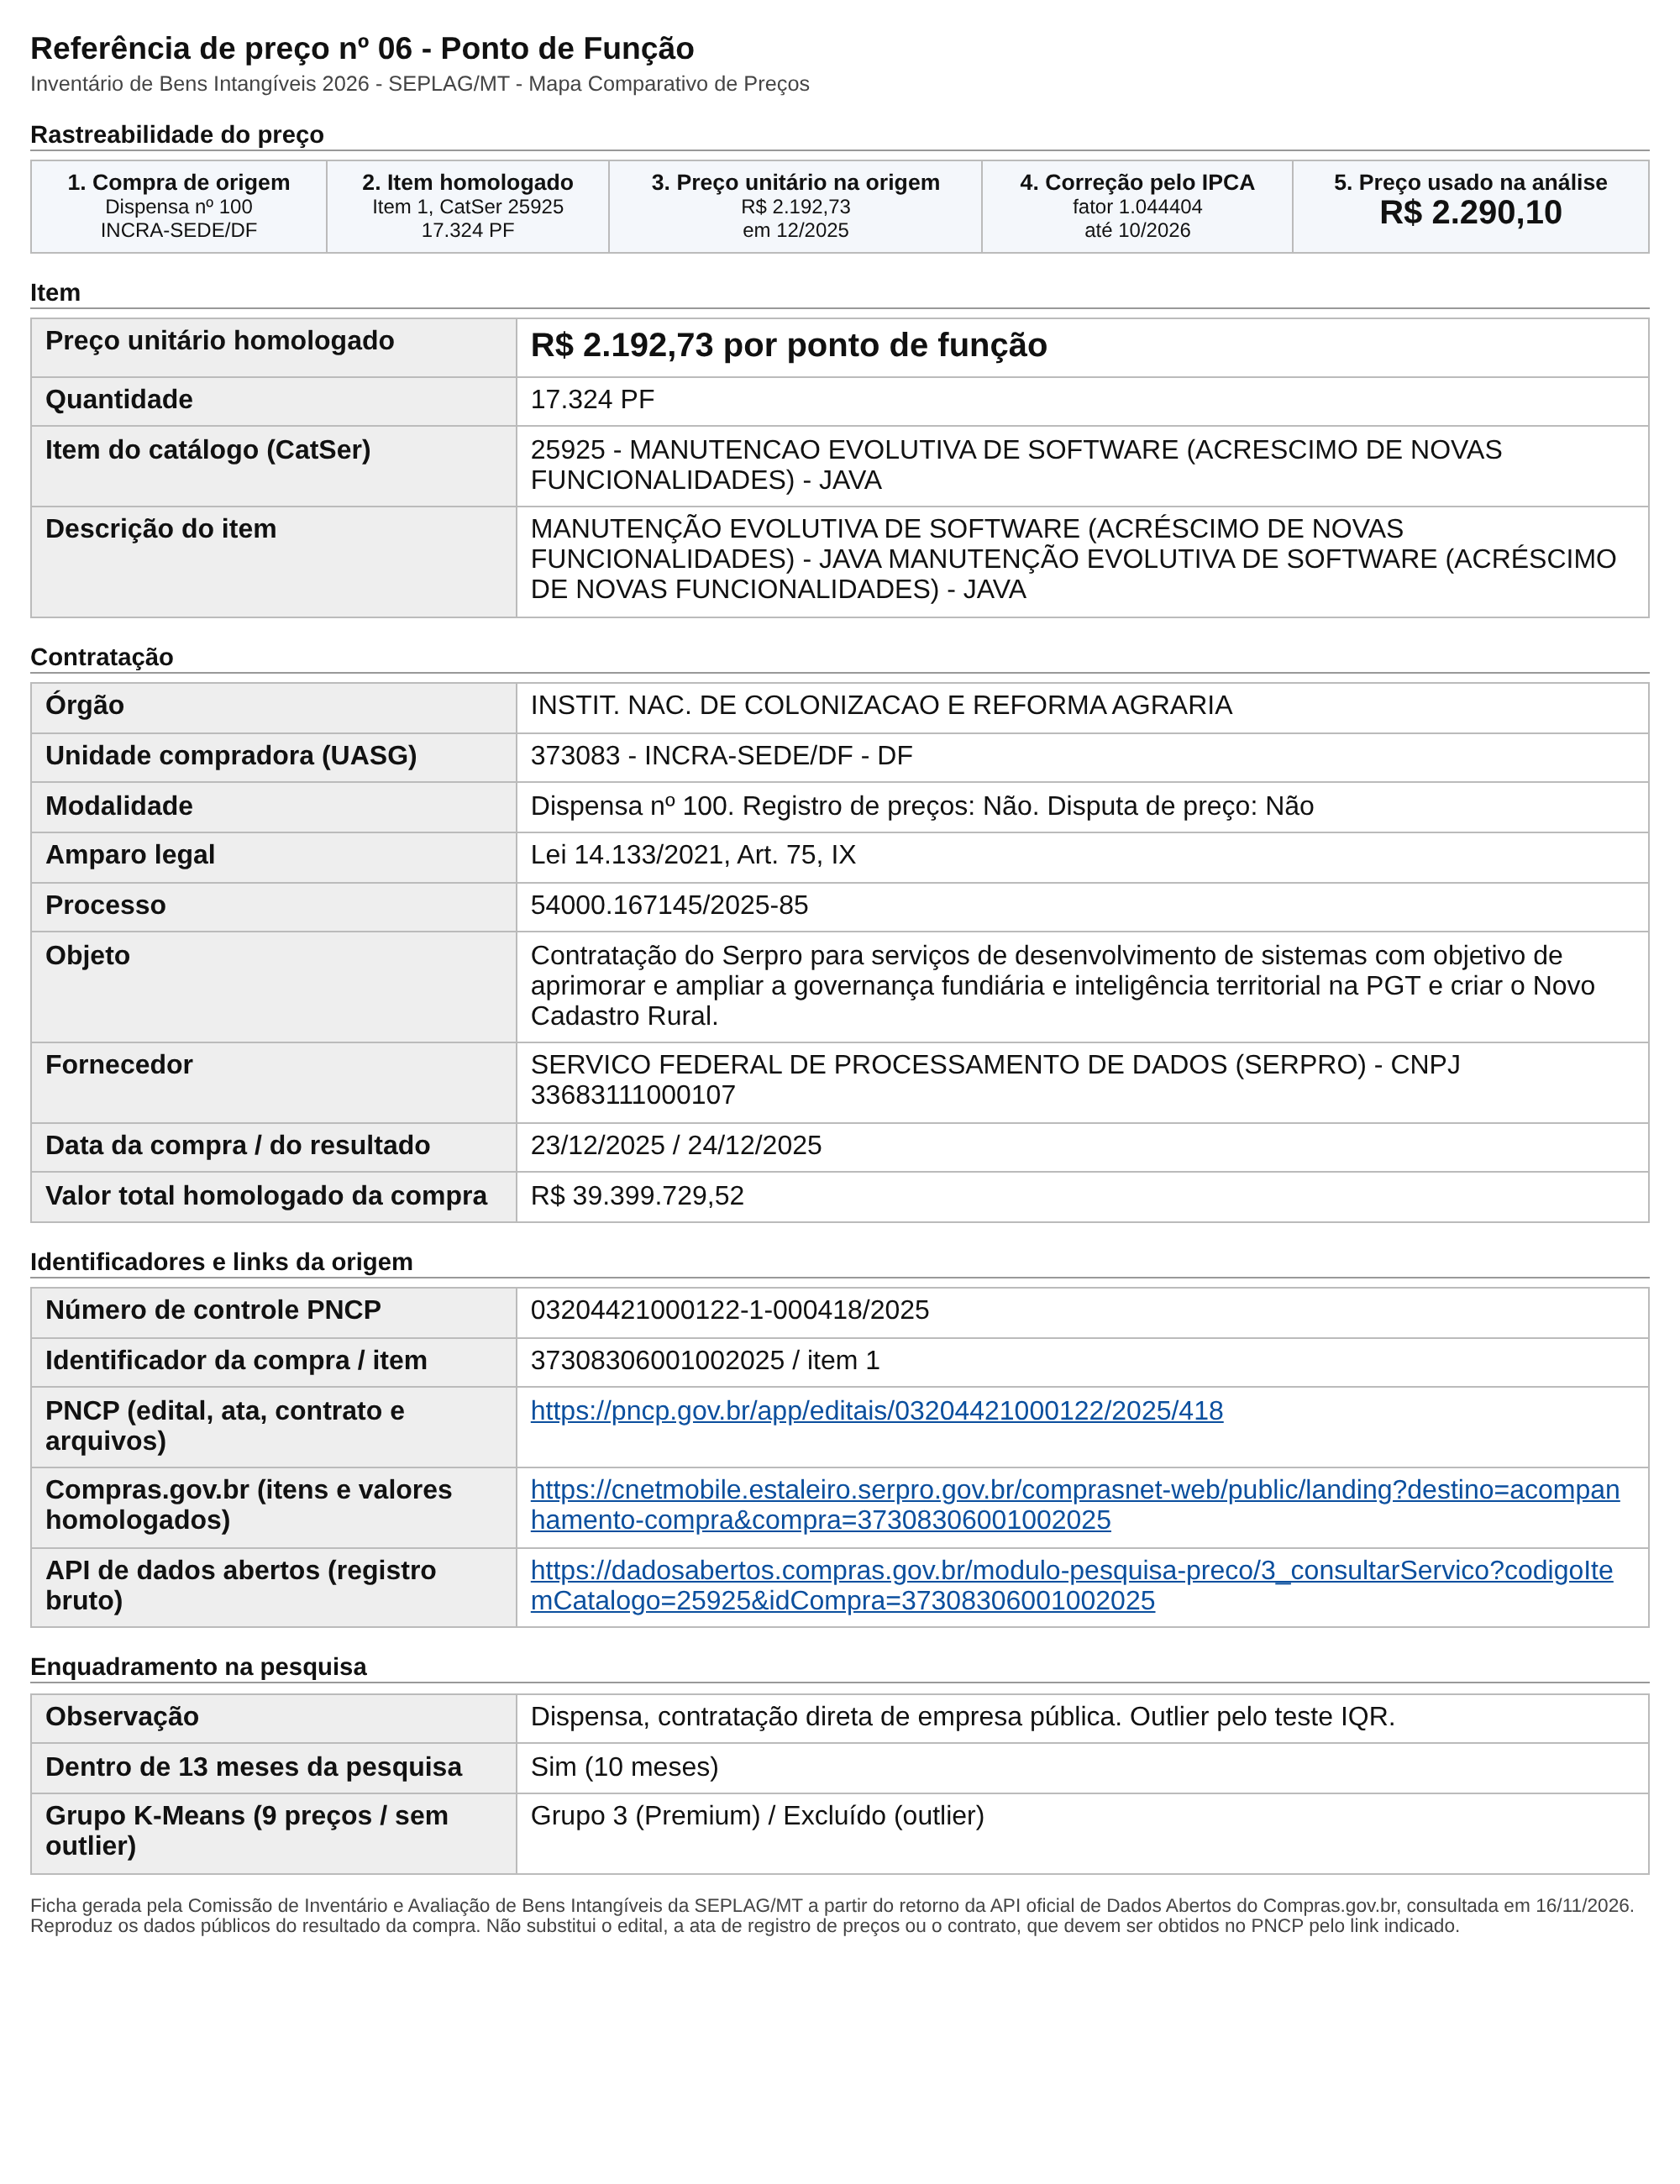 Referência de preço nº 06 - Ponto de Função
Inventário de Bens Intangíveis 2026 - SEPLAG/MT - Mapa Comparativo de Preços
Rastreabilidade do preço
1. Compra de origem
Dispensa nº 100
INCRA-SEDE/DF
2. Item homologado
Item 1, CatSer 25925
17.324 PF
3. Preço unitário na origem
R$ 2.192,73
em 12/2025
4. Correção pelo IPCA
fator 1.044404
até 10/2026
5. Preço usado na análise
R$ 2.290,10
Item
Preço unitário homologado
R$ 2.192,73 por ponto de função
Quantidade
17.324 PF
Item do catálogo (CatSer)
25925 - MANUTENCAO EVOLUTIVA DE SOFTWARE (ACRESCIMO DE NOVAS
FUNCIONALIDADES) - JAVA
Descrição do item
MANUTENÇÃO EVOLUTIVA DE SOFTWARE (ACRÉSCIMO DE NOVAS
FUNCIONALIDADES) - JAVA MANUTENÇÃO EVOLUTIVA DE SOFTWARE (ACRÉSCIMO
DE NOVAS FUNCIONALIDADES) - JAVA
Contratação
Órgão
INSTIT. NAC. DE COLONIZACAO E REFORMA AGRARIA
Unidade compradora (UASG)
373083 - INCRA-SEDE/DF - DF
Modalidade
Dispensa nº 100. Registro de preços: Não. Disputa de preço: Não
Amparo legal
Lei 14.133/2021, Art. 75, IX
Processo
54000.167145/2025-85
Objeto
Contratação do Serpro para serviços de desenvolvimento de sistemas com objetivo de
aprimorar e ampliar a governança fundiária e inteligência territorial na PGT e criar o Novo
Cadastro Rural.
Fornecedor
SERVICO FEDERAL DE PROCESSAMENTO DE DADOS (SERPRO) - CNPJ
33683111000107
Data da compra / do resultado
23/12/2025 / 24/12/2025
Valor total homologado da compra
R$ 39.399.729,52
Identificadores e links da origem
Número de controle PNCP
03204421000122-1-000418/2025
Identificador da compra / item
37308306001002025 / item 1
PNCP (edital, ata, contrato e
arquivos)
https://pncp.gov.br/app/editais/03204421000122/2025/418
Compras.gov.br (itens e valores
homologados)
https://cnetmobile.estaleiro.serpro.gov.br/comprasnet-web/public/landing?destino=acompan
hamento-compra&compra=37308306001002025
API de dados abertos (registro
bruto)
https://dadosabertos.compras.gov.br/modulo-pesquisa-preco/3_consultarServico?codigoIte
mCatalogo=25925&idCompra=37308306001002025
Enquadramento na pesquisa
Observação
Dispensa, contratação direta de empresa pública. Outlier pelo teste IQR.
Dentro de 13 meses da pesquisa
Sim (10 meses)
Grupo K-Means (9 preços / sem
outlier)
Grupo 3 (Premium) / Excluído (outlier)
Ficha gerada pela Comissão de Inventário e Avaliação de Bens Intangíveis da SEPLAG/MT a partir do retorno da API oficial de Dados Abertos do Compras.gov.br, consultada em 16/11/2026.
Reproduz os dados públicos do resultado da compra. Não substitui o edital, a ata de registro de preços ou o contrato, que devem ser obtidos no PNCP pelo link indicado.